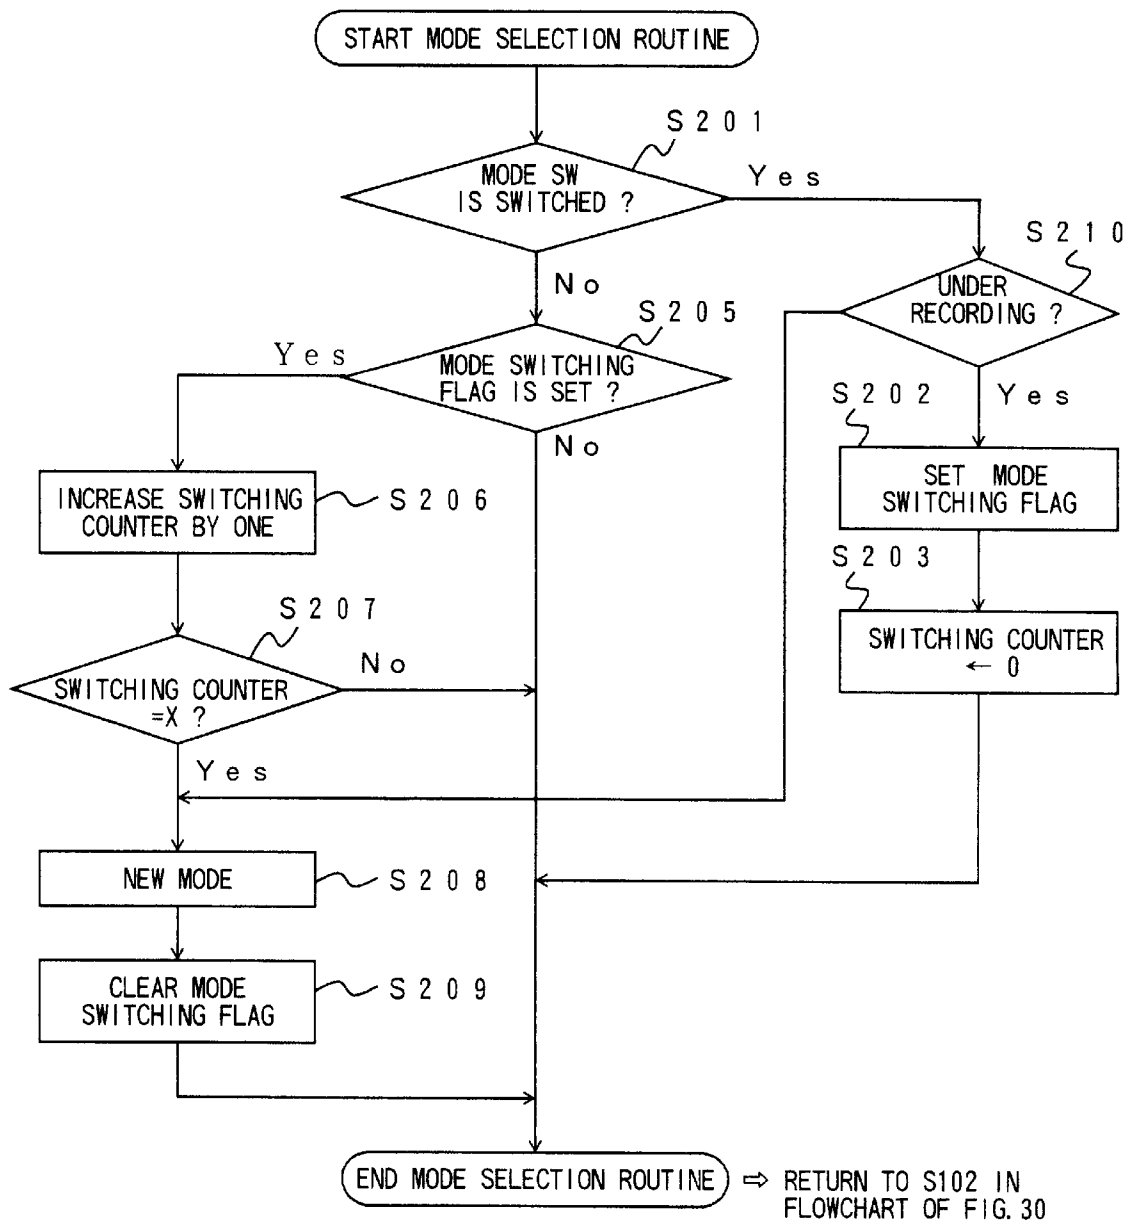 START MODE SELECTION ROUTINE
S201
MODE SW
IS SWITCHED ?
Yes
No
S210
UNDER
RECORDING ?
Yes
S205
MODE SWITCHING
FLAG IS SET ?
Yes
No
S202
SET MODE
SWITCHING FLAG
S206
INCREASE SWITCHING
COUNTER BY ONE
S203
SWITCHING COUNTER
← 0
S207
SWITCHING COUNTER
=X ?
No
Yes
NEW MODE
S208
CLEAR MODE
SWITCHING FLAG
S209
END MODE SELECTION ROUTINE
⇨ RETURN TO S102 IN
FLOWCHART OF FIG. 30